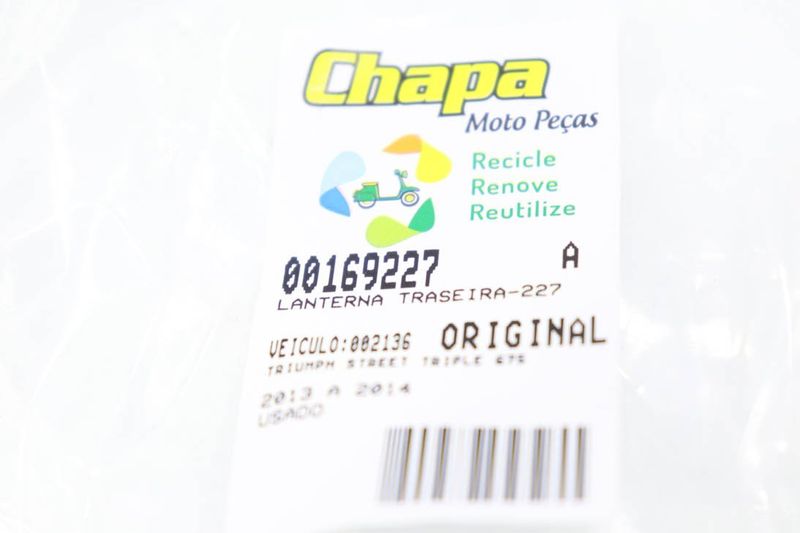 Chapa
Moto Peças
Recicle
Renove
Reutilize
00169227 A
LANTERNA TRASEIRA-227
VEICULO:002136 ORIGINAL
TRIUMPH STREET TRIPLE 675
2013 A 2014
USADO